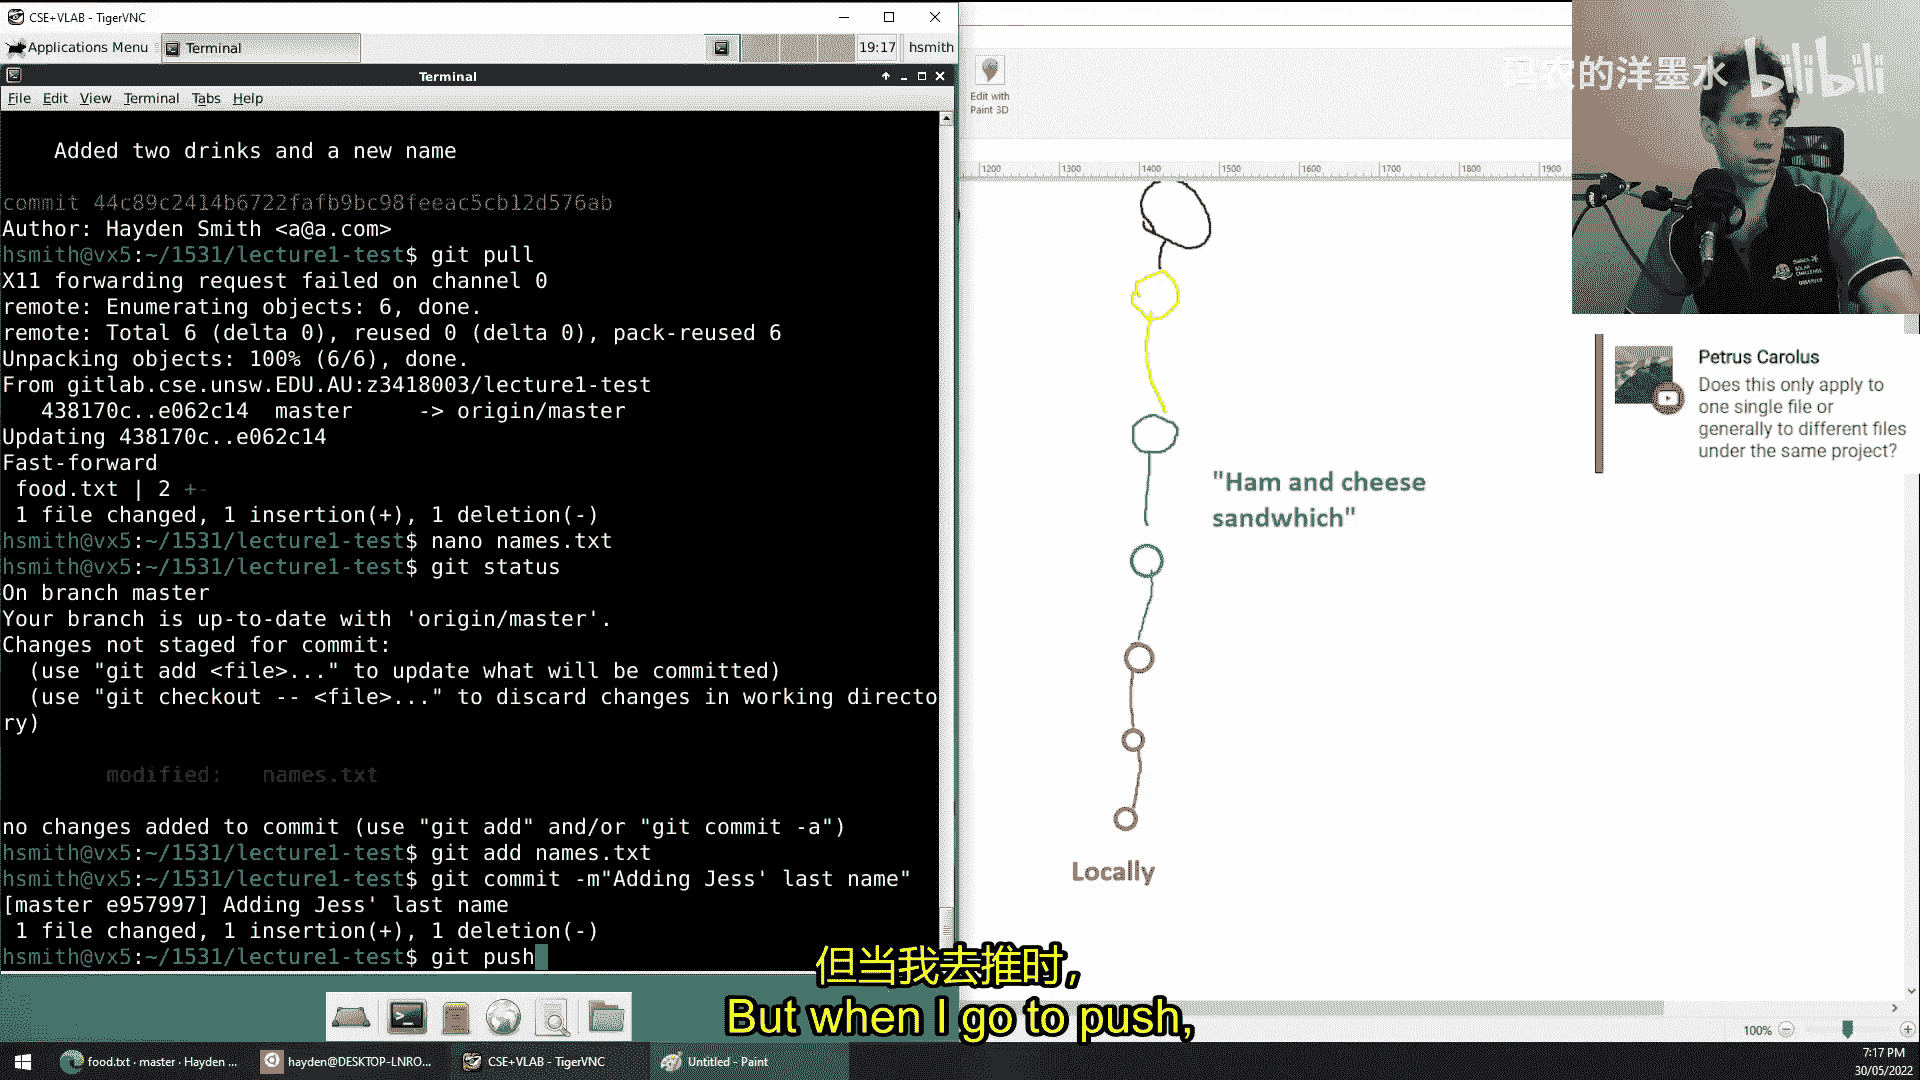 CSE+VLAB - TigerVNC
Applications Menu
Terminal
19:17
hsmith
Terminal
File Edit View Terminal Tabs Help
Added two drinks and a new name
commit 44c89c2414b6722fafb9bc98feeac5cb12d576ab
Author: Hayden Smith <a@a.com>
hsmith@vx5:~/1531/lecture1-test$ git pull
X11 forwarding request failed on channel 0
remote: Enumerating objects: 6, done.
remote: Total 6 (delta 0), reused 0 (delta 0), pack-reused 6
Unpacking objects: 100% (6/6), done.
From gitlab.cse.unsw.EDU.AU:z3418003/lecture1-test
438170c..e062c14  master     -> origin/master
Updating 438170c..e062c14
Fast-forward
food.txt | 2 +-
1 file changed, 1 insertion(+), 1 deletion(-)
hsmith@vx5:~/1531/lecture1-test$ nano names.txt
hsmith@vx5:~/1531/lecture1-test$ git status
On branch master
Your branch is up-to-date with 'origin/master'.
Changes not staged for commit:
(use "git add <file>..." to update what will be committed)
(use "git checkout -- <file>..." to discard changes in working directo
ry)
modified:   names.txt
no changes added to commit (use "git add" and/or "git commit -a")
hsmith@vx5:~/1531/lecture1-test$ git add names.txt
hsmith@vx5:~/1531/lecture1-test$ git commit -m"Adding Jess' last name"
[master e957997] Adding Jess' last name
1 file changed, 1 insertion(+), 1 deletion(-)
hsmith@vx5:~/1531/lecture1-test$ git push
Edit with
Paint 3D
1200 1300 1400 1500 1600 1700 1800 1900
"Ham and cheese
sandwhich"
Locally
码农的洋墨水 bilibili
Petrus Carolus
Does this only apply to
one single file or
generally to different files
under the same project?
但当我去推时,
But when I go to push,
100%
food.txt · master · Hayden ...
hayden@DESKTOP-LNRO...
CSE+VLAB - TigerVNC
Untitled - Paint
7:17 PM
30/05/2022